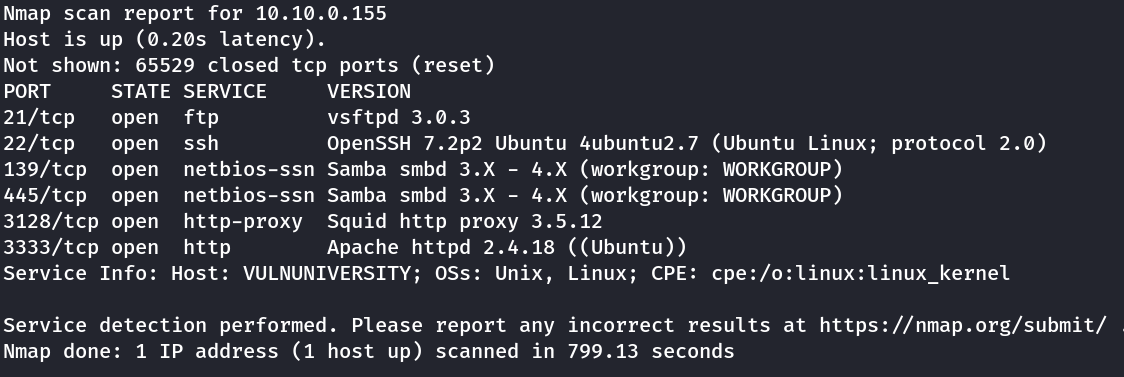 Nmap scan report for 10.10.0.155
Host is up (0.20s latency).
Not shown: 65529 closed tcp ports (reset)
PORT     STATE SERVICE     VERSION
21/tcp   open  ftp         vsftpd 3.0.3
22/tcp   open  ssh         OpenSSH 7.2p2 Ubuntu 4ubuntu2.7 (Ubuntu Linux; protocol 2.0)
139/tcp  open  netbios-ssn Samba smbd 3.X - 4.X (workgroup: WORKGROUP)
445/tcp  open  netbios-ssn Samba smbd 3.X - 4.X (workgroup: WORKGROUP)
3128/tcp open  http-proxy  Squid http proxy 3.5.12
3333/tcp open  http        Apache httpd 2.4.18 ((Ubuntu))
Service Info: Host: VULNUNIVERSITY; OSs: Unix, Linux; CPE: cpe:/o:linux:linux_kernel

Service detection performed. Please report any incorrect results at https://nmap.org/submit/ .
Nmap done: 1 IP address (1 host up) scanned in 799.13 seconds